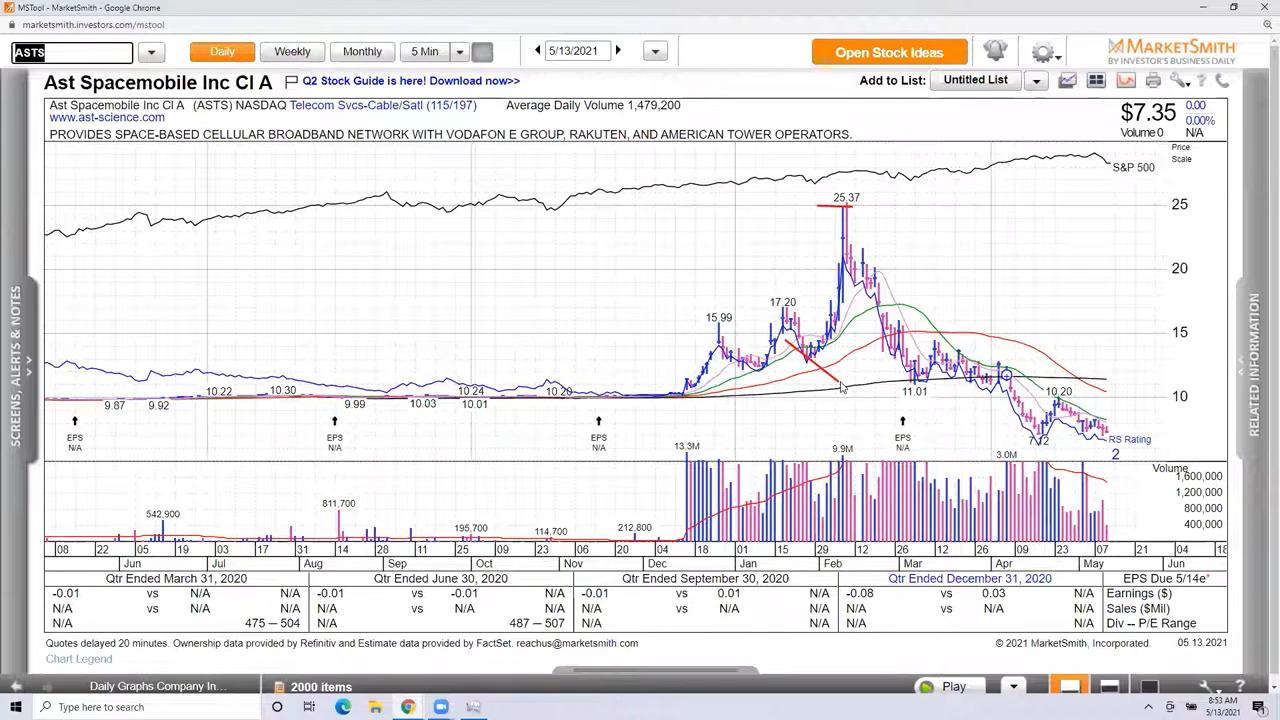 MSTool - MarketSmith - Google Chrome
marketsmith.investors.com/mstool
ASTS Daily Weekly Monthly 5 Min 5/13/2021 Open Stock Ideas MARKETSMITH
BY INVESTOR'S BUSINESS DAILY
Ast Spacemobile Inc Cl A Q2 Stock Guide is here! Download now>> Add to List: Untitled List
Ast Spacemobile Inc Cl A (ASTS) NASDAQ Telecom Svcs-Cable/Satl (115/197) Average Daily Volume 1,479,200
$7.35 0.00
www.ast-science.com 0.00%
PROVIDES SPACE-BASED CELLULAR BROADBAND NETWORK WITH VODAFON E GROUP, RAKUTEN, AND AMERICAN TOWER OPERATORS.
Volume 0 N/A
Price
Scale
S&P 500
25.37
25
20
17.20
15.99
15
10.22 10.30 10.24 10.20 11.01 10.20
10
9.87 9.92 9.99 10.03 10.01
EPS EPS EPS EPS
N/A N/A N/A N/A
7.12 RS Rating
2
13.3M 9.9M 3.0M
Volume
1,600,000
1,200,000
800,000
400,000
542,900 811,700 195,700 114,700 212,800
08 22 05 19 03 17 31 14 28 11 25 09 23 06 20 04 18 01 15 29 12 26 12 26 09 23 07 21 04 18
Jun Jul Aug Sep Oct Nov Dec Jan Feb Mar Apr May Jun
Qtr Ended March 31, 2020 Qtr Ended June 30, 2020 Qtr Ended September 30, 2020 Qtr Ended December 31, 2020 EPS Due 5/14e*
-0.01 vs N/A -0.01 vs -0.01 -0.01 vs 0.01 -0.08 vs 0.03 Earnings ($)
N/A vs N/A N/A vs N/A N/A vs N/A N/A vs N/A Sales ($Mil)
N/A 475 — 504 N/A 487 — 507 N/A N/A N/A N/A Div -- P/E Range
Quotes delayed 20 minutes. Ownership data provided by Refinitiv and Estimate data provided by FactSet. reachus@marketsmith.com © 2021 MarketSmith, Inc. All Rights Reserved. 05.13.2021
Chart Legend
SCREENS, ALERTS & NOTES
RELATED INFORMATION
Daily Graphs Company In... 2000 items Play
Type here to search
8:53 AM
5/13/2021